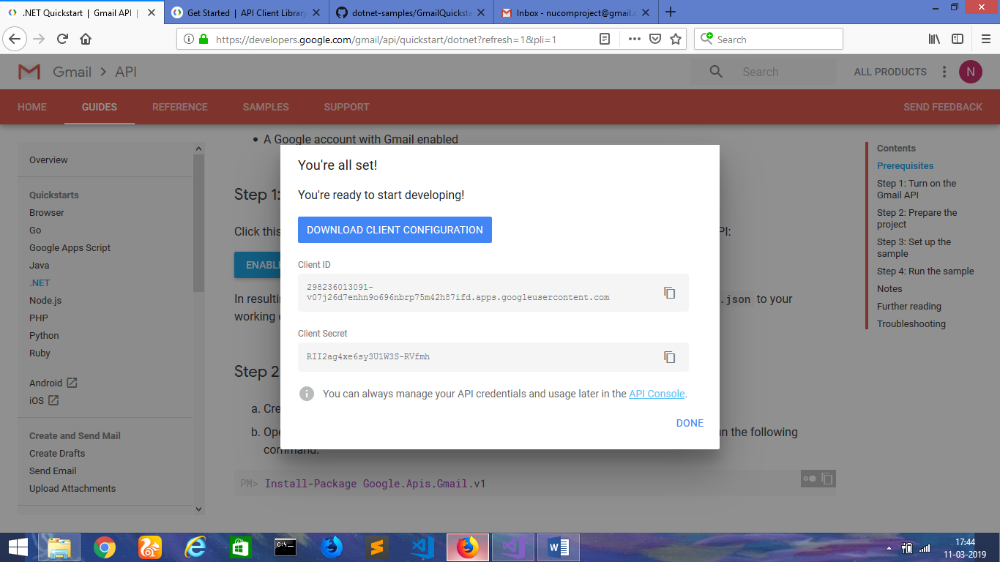 .NET Quickstart | Gmail API |
Get Started | API Client Library
dotnet-samples/GmailQuicksta
Inbox - nucomproject@gmail.c
https://developers.google.com/gmail/api/quickstart/dotnet?refresh=1&pli=1
Search
Gmail > API
Search
ALL PRODUCTS
N
HOME
GUIDES
REFERENCE
SAMPLES
SUPPORT
SEND FEEDBACK
Overview
Quickstarts
Browser
Go
Google Apps Script
Java
.NET
Node.js
PHP
Python
Ruby
Android
iOS
Create and Send Mail
Create Drafts
Send Email
Upload Attachments
A Google account with Gmail enabled
Step 1:
Click this
PI:
ENABLE
In resultin
.json to your
working
Step 2
a. Cre
b. Ope
un the following
command:
PM> Install-Package Google.Apis.Gmail.v1
You're all set!
You're ready to start developing!
DOWNLOAD CLIENT CONFIGURATION
Client ID
298236013091-
v07j26d7enhn9o696nbrp75m42h87ifd.apps.googleusercontent.com
Client Secret
RII2ag4xe6sy3U1W3S-RVfmh
You can always manage your API credentials and usage later in the API Console.
DONE
Contents
Prerequisites
Step 1: Turn on the
Gmail API
Step 2: Prepare the
project
Step 3: Set up the
sample
Step 4: Run the sample
Notes
Further reading
Troubleshooting
17:44
11-03-2019